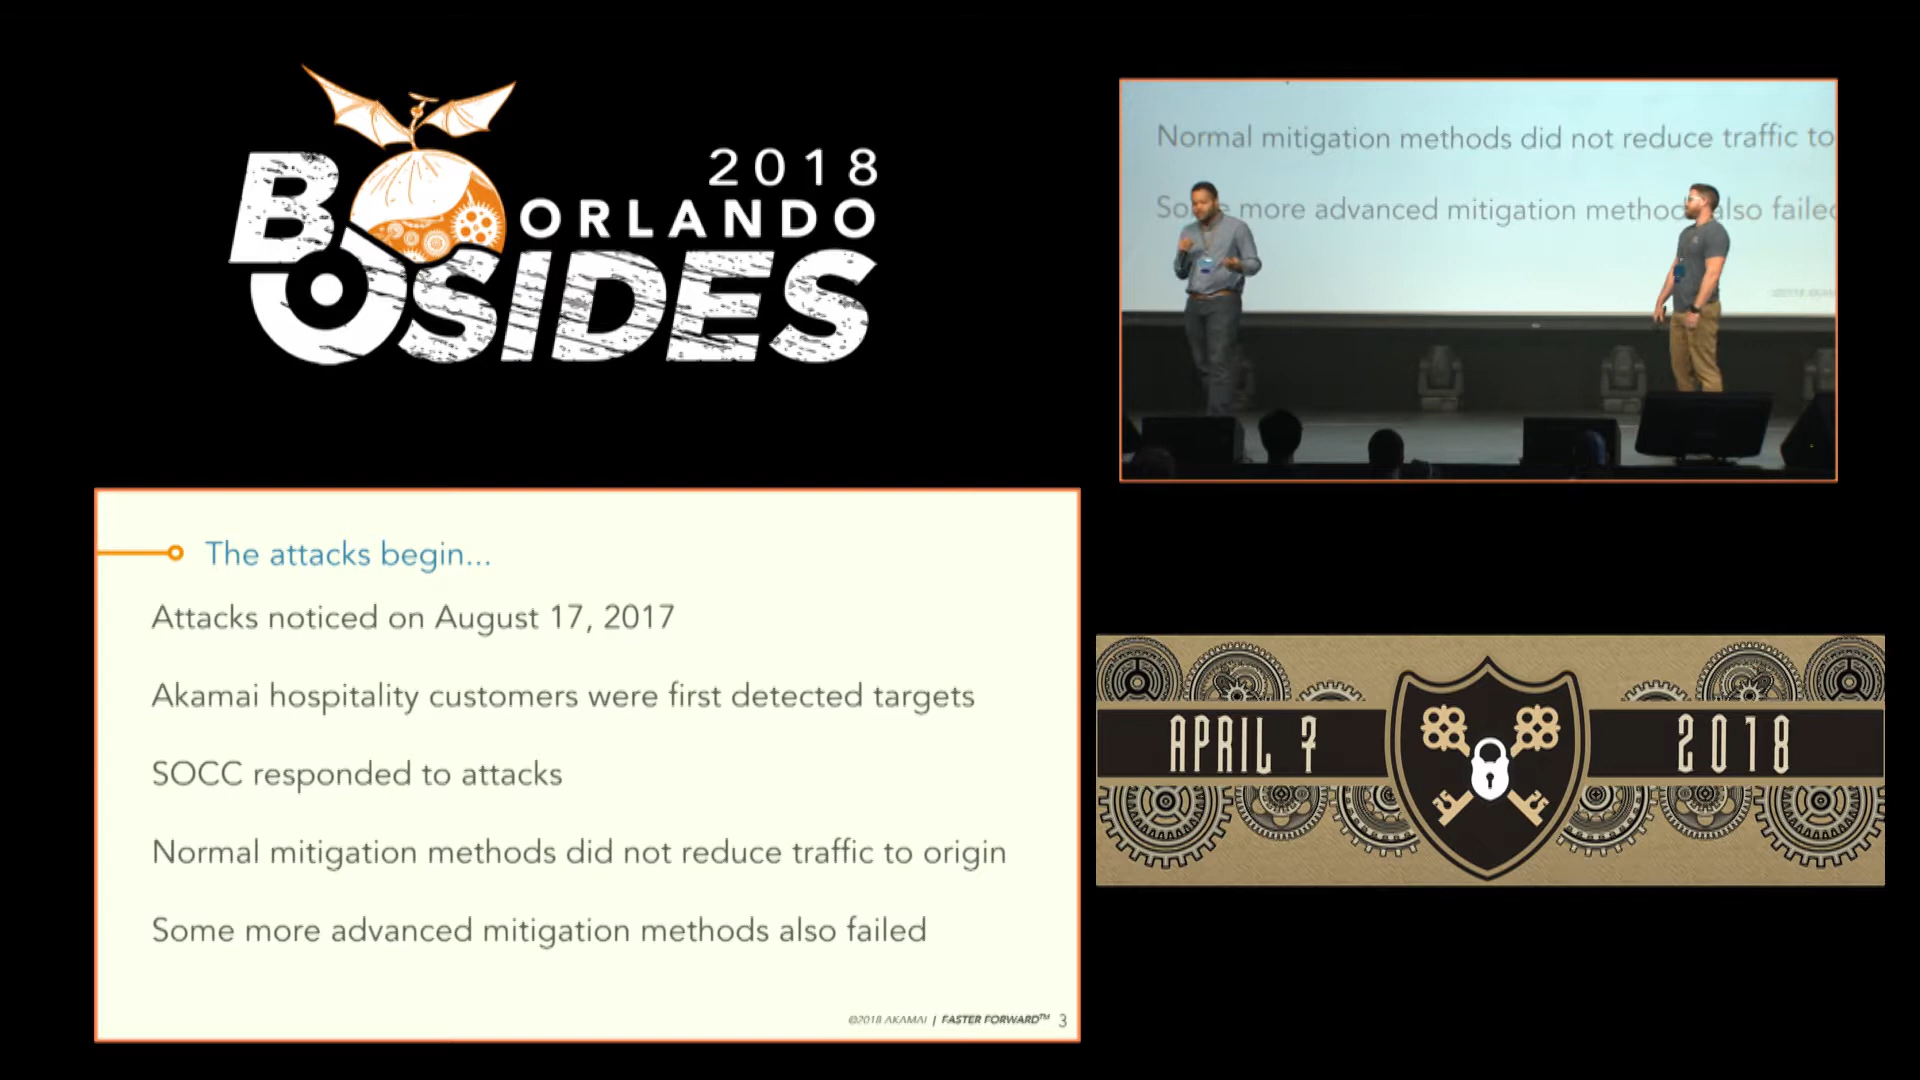 2018
ORLANDO
BSIDES
Normal mitigation methods did not reduce traffic to
more advanced mitigation also failed
The attacks begin...
Attacks noticed on August 17, 2017
Akamai hospitality customers were first detected targets
SOCC responded to attacks
Normal mitigation methods did not reduce traffic to origin
Some more advanced mitigation methods also failed
©2018 AKAMAI | FASTER FORWARD™ 3
APRIL 7 2018